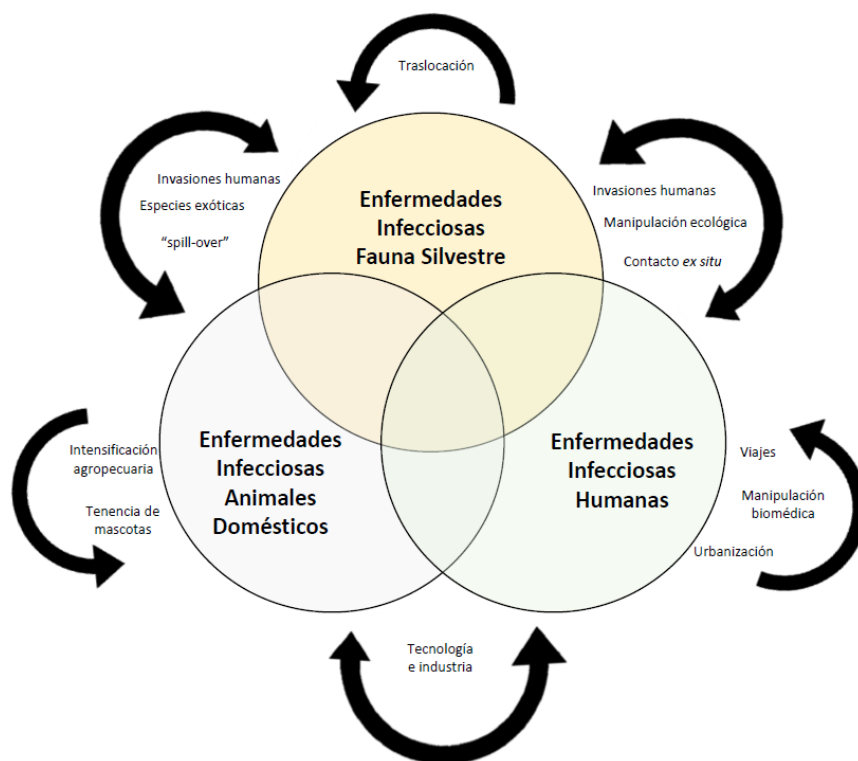 Traslocación
Invasiones humanas
Especies exóticas
“spill-over”
Enfermedades
Infecciosas
Fauna Silvestre
Invasiones humanas
Manipulación ecológica
Contacto ex situ
Intensificación
agropecuaria
Tenencia de
mascotas
Enfermedades
Infecciosas
Animales
Domésticos
Enfermedades
Infecciosas
Humanas
Viajes
Manipulación
biomédica
Urbanización
Tecnología
e industria